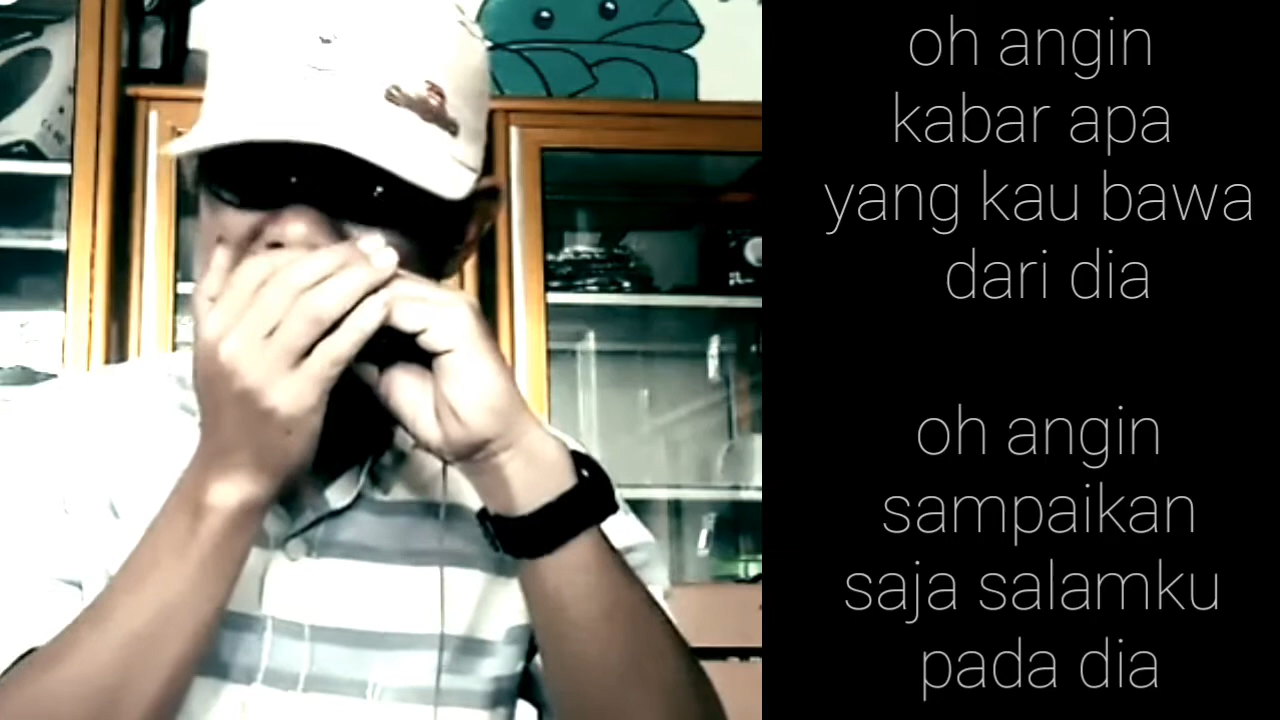 oh angin
kabar apa
yang kau bawa
dari dia
oh angin
sampaikan
saja salamku
pada dia